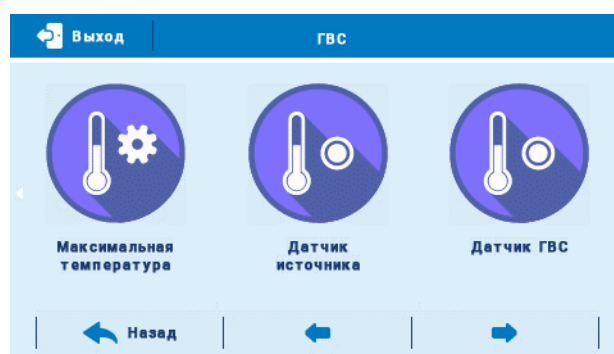 Выход
ГВС
Максимальная
температура
Датчик
источника
Датчик ГВС
Назад